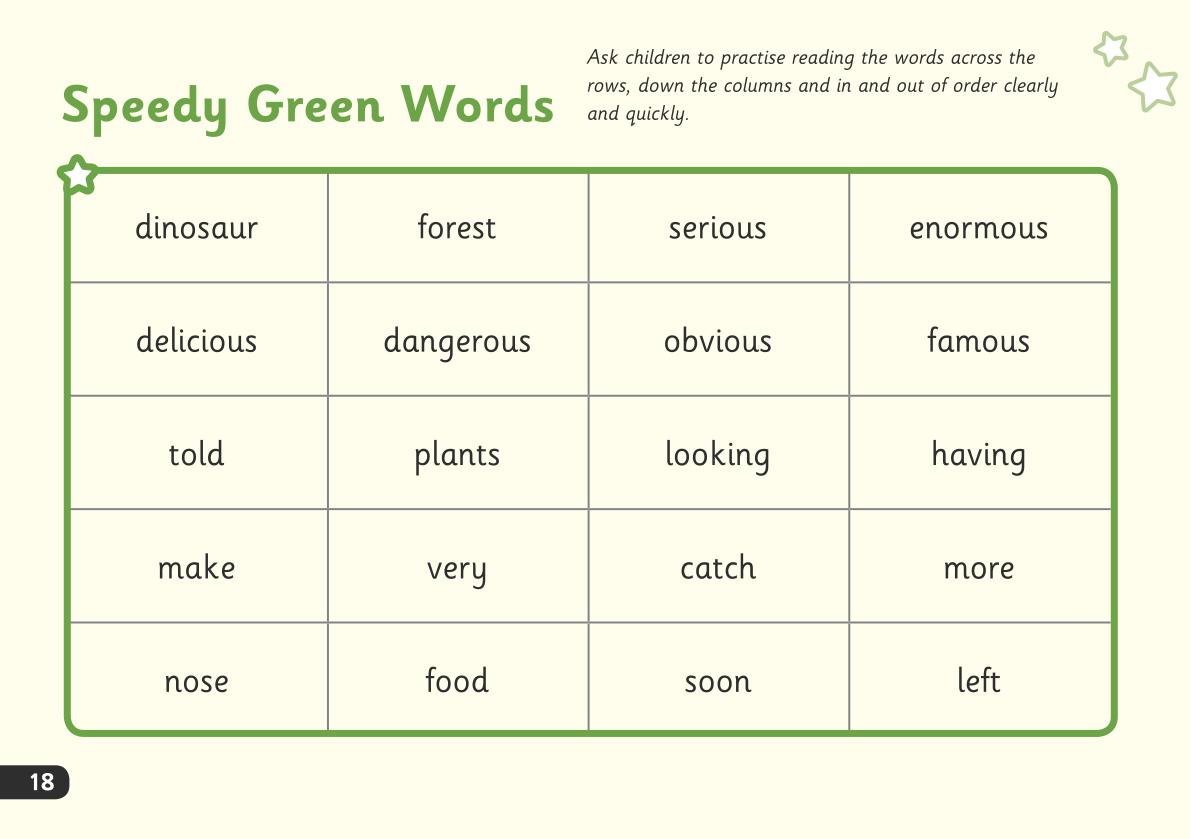 Speedy Green Words
Ask children to practise reading the words across the
rows, down the columns and in and out of order clearly
and quickly.
dinosaur forest serious enormous
delicious dangerous obvious famous
told plants looking having
make very catch more
nose food soon left
18